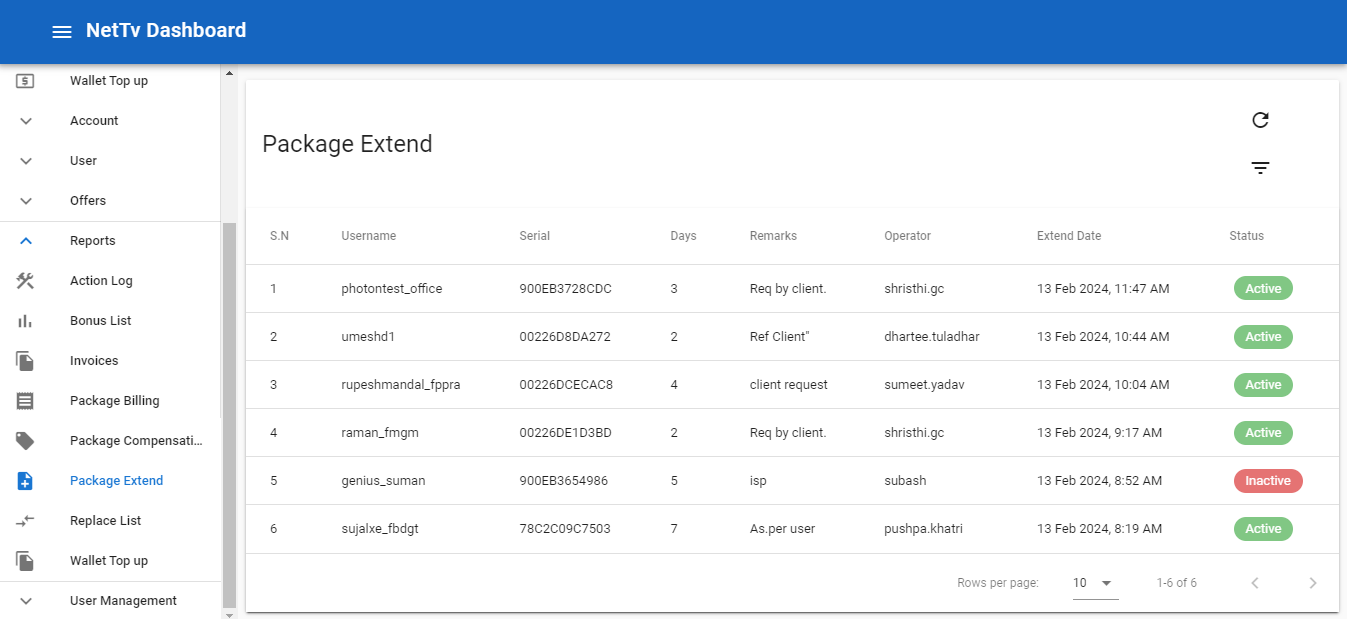 NetTv Dashboard
Wallet Top up
Account
User
Offers
Reports
Action Log
Bonus List
Invoices
Package Billing
Package Compensati...
Package Extend
Replace List
Wallet Top up
User Management
Package Extend
S.N Username Serial Days Remarks Operator Extend Date Status
1 photontest_office 900EB3728CDC 3 Req by client. shristhi.gc 13 Feb 2024, 11:47 AM Active
2 umeshd1 00226D8DA272 2 Ref Client" dhartee.tuladhar 13 Feb 2024, 10:44 AM Active
3 rupeshmandal_fppra 00226DCECAC8 4 client request sumeet.yadav 13 Feb 2024, 10:04 AM Active
4 raman_fmgm 00226DE1D3BD 2 Req by client. shristhi.gc 13 Feb 2024, 9:17 AM Active
5 genius_suman 900EB3654986 5 isp subash 13 Feb 2024, 8:52 AM Inactive
6 sujalxe_fbdgt 78C2C09C7503 7 As.per user pushpa.khatri 13 Feb 2024, 8:19 AM Active
Rows per page: 10 1-6 of 6